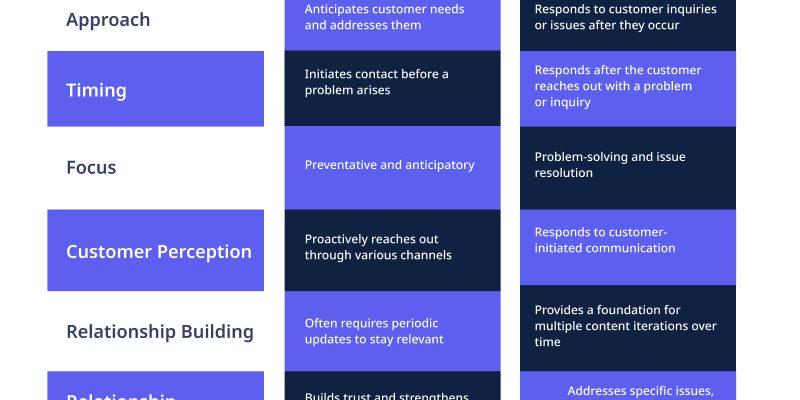 Approach
Anticipates customer needs
and addresses them
Responds to customer inquiries
or issues after they occur
Timing
Initiates contact before a
problem arises
Responds after the customer
reaches out with a problem
or inquiry
Focus
Preventative and anticipatory
Problem-solving and issue
resolution
Customer Perception
Proactively reaches out
through various channels
Responds to customer-
initiated communication
Relationship Building
Often requires periodic
updates to stay relevant
Provides a foundation for
multiple content iterations over
time
Relationship
Builds trust and strengthens
Addresses specific issues,